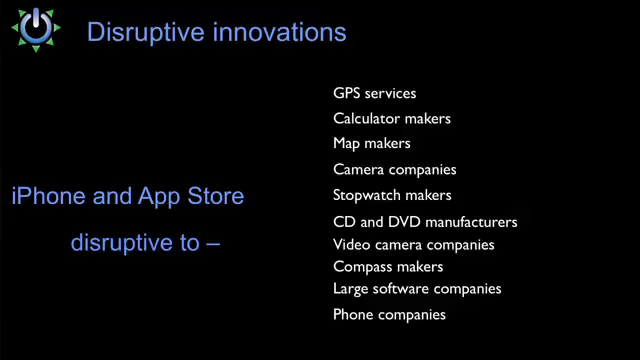 Disruptive innovations
iPhone and App Store
disruptive to –
GPS services
Calculator makers
Map makers
Camera companies
Stopwatch makers
CD and DVD manufacturers
Video camera companies
Compass makers
Large software companies
Phone companies